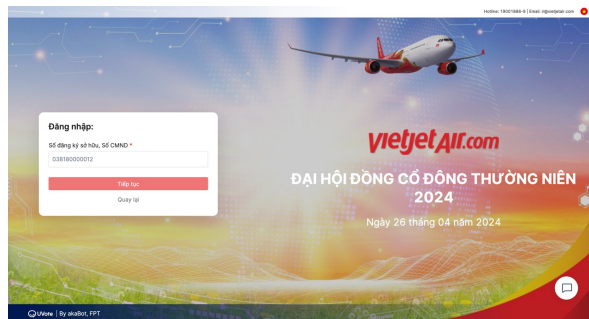 Hotline: 19001886-9 | Email: ir@vietjetair.com
Đăng nhập:
Số đăng ký sở hữu, Số CMND *
038180000012
Tiếp tục
Quay lại
vietjet Air.com
ĐẠI HỘI ĐỒNG CỔ ĐÔNG THƯỜNG NIÊN
2024
Ngày 26 tháng 04 năm 2024
UVote | By akaBot, FPT